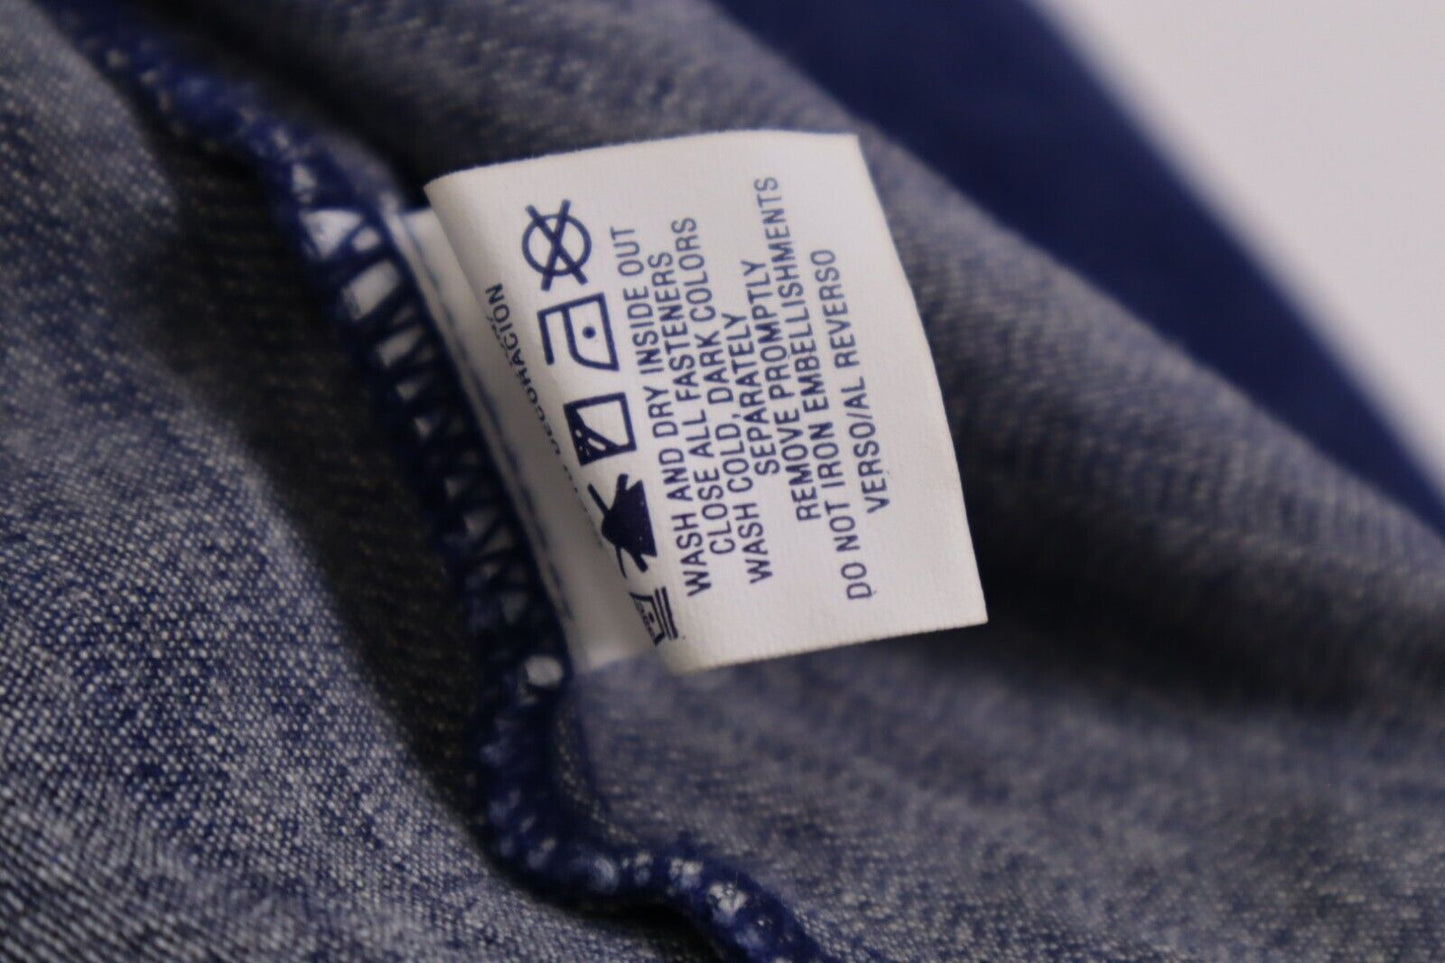 WASH AND DRY INSIDE OUT
CLOSE ALL FASTENERS
WASH COLD, DARK COLORS
SEPARATELY
REMOVE PROMPTLY
DO NOT IRON EMBELLISHMENTS
VERSO/AL REVERSO
DECORACIÓN